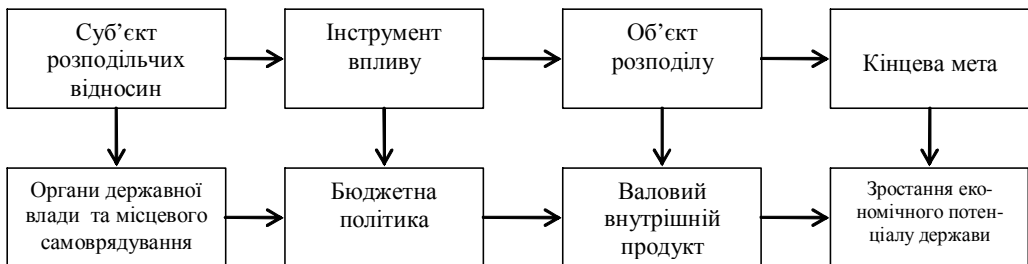 Суб’єкт
розподільчих
відносин
Інструмент
впливу
Об’єкт
розподілу
Кінцева мета
Органи державної
влади та місцевого
самоврядування
Бюджетна
політика
Валовий
внутрішній
продукт
Зростання еко-
номічного потен-
ціалу держави